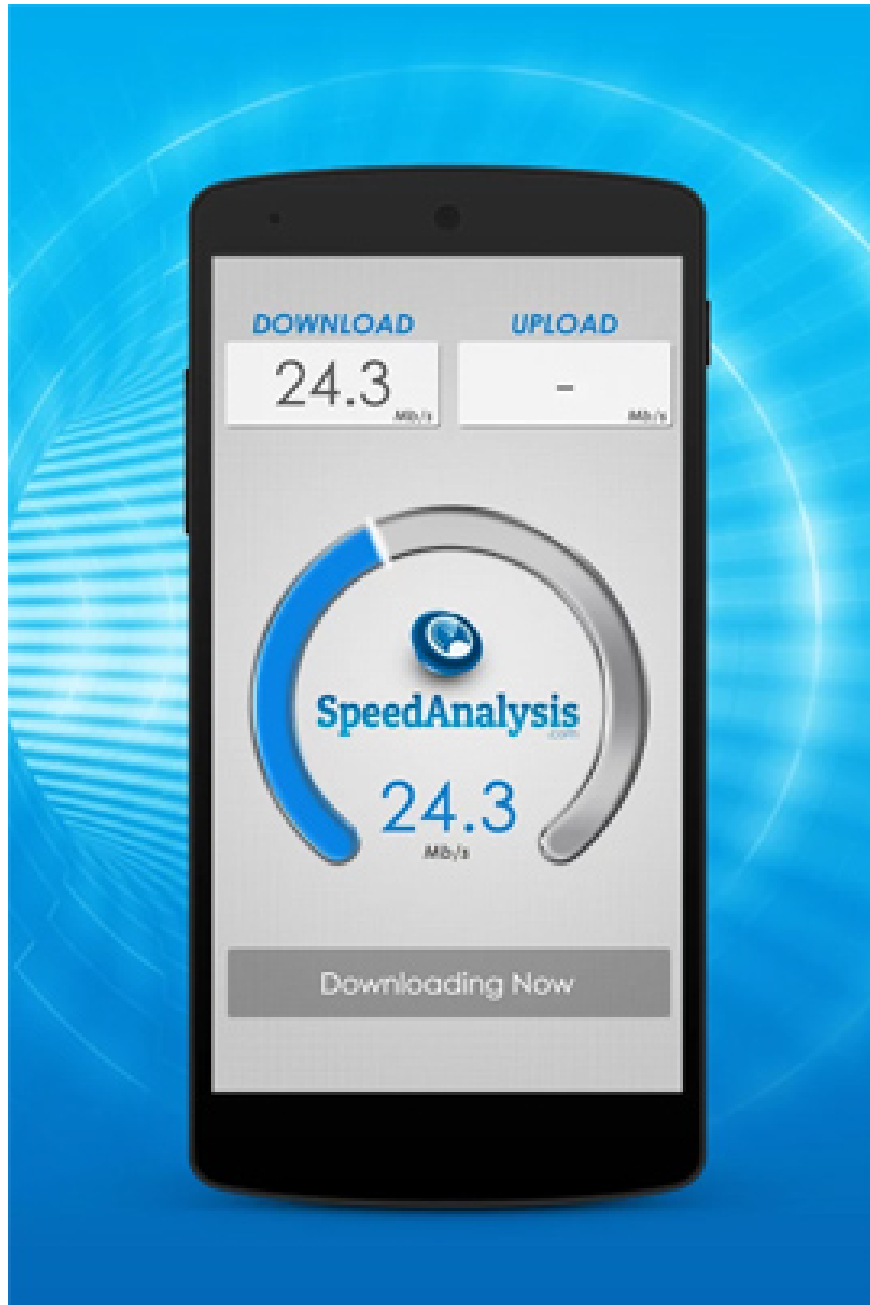 DOWNLOAD UPLOAD
24.3 -
Mb/s Mb/s
SpeedAnalysis
.com
24.3
Mb/s
Downloading Now